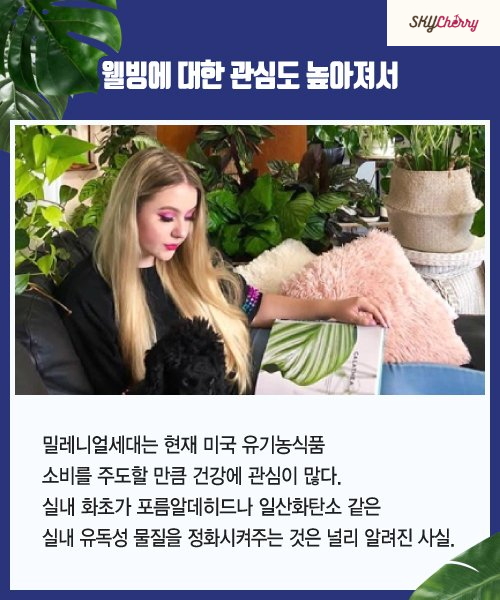 SKYCherry
웰빙에 대한 관심도 높아져서
CALATHEA
밀레니얼세대는 현재 미국 유기농식품
소비를 주도할 만큼 건강에 관심이 많다.
실내 화초가 포름알데히드나 일산화탄소 같은
실내 유독성 물질을 정화시켜주는 것은 널리 알려진 사실.